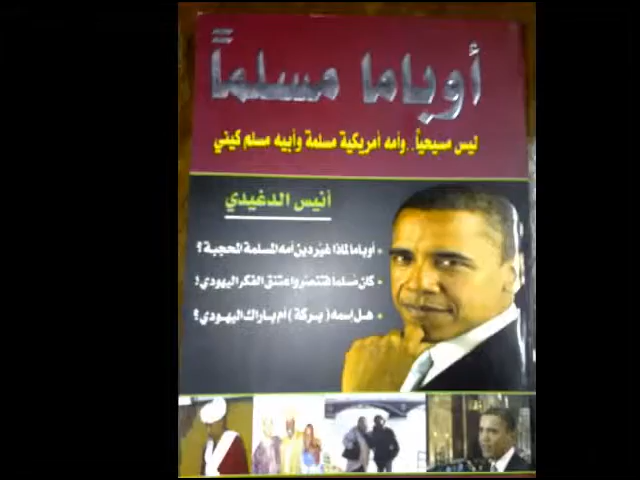 أوباما مسلماً
ليس مسيحياً..وأمه أمريكية مسلمة وأبيه مسلم كيني
أنيس الدغيدي
• أوباما لماذا غير دين أمه المسلمة المحجبة؟
• كان مسلما فتنصر واعتنق الفكر اليهودي!
• هل إسمه (بركة) أم باراك اليهودي؟